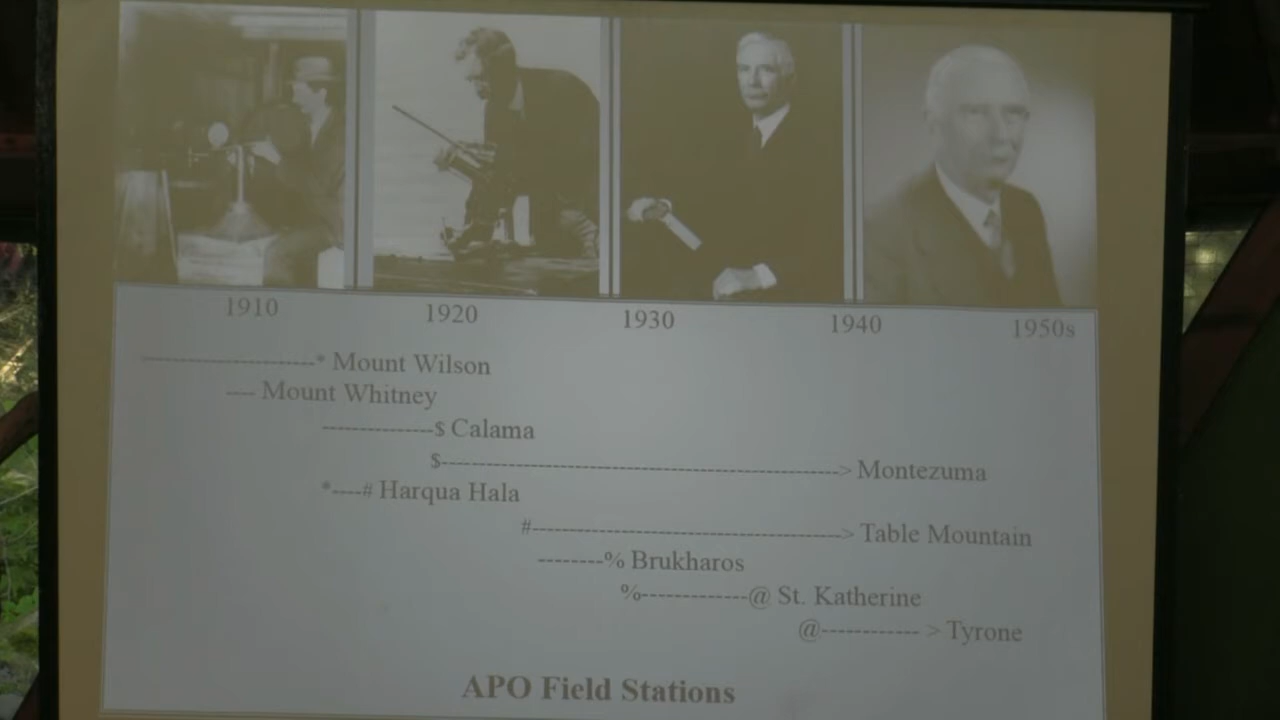 1910 1920 1930 1940 1950s
----------------------* Mount Wilson
---- Mount Whitney
--------------$ Calama
$--------------------------------------------------> Montezuma
*----# Harqua Hala
#---------------------------------------> Table Mountain
--------% Brukharos
%-------------@ St. Katherine
@------------ > Tyrone
APO Field Stations